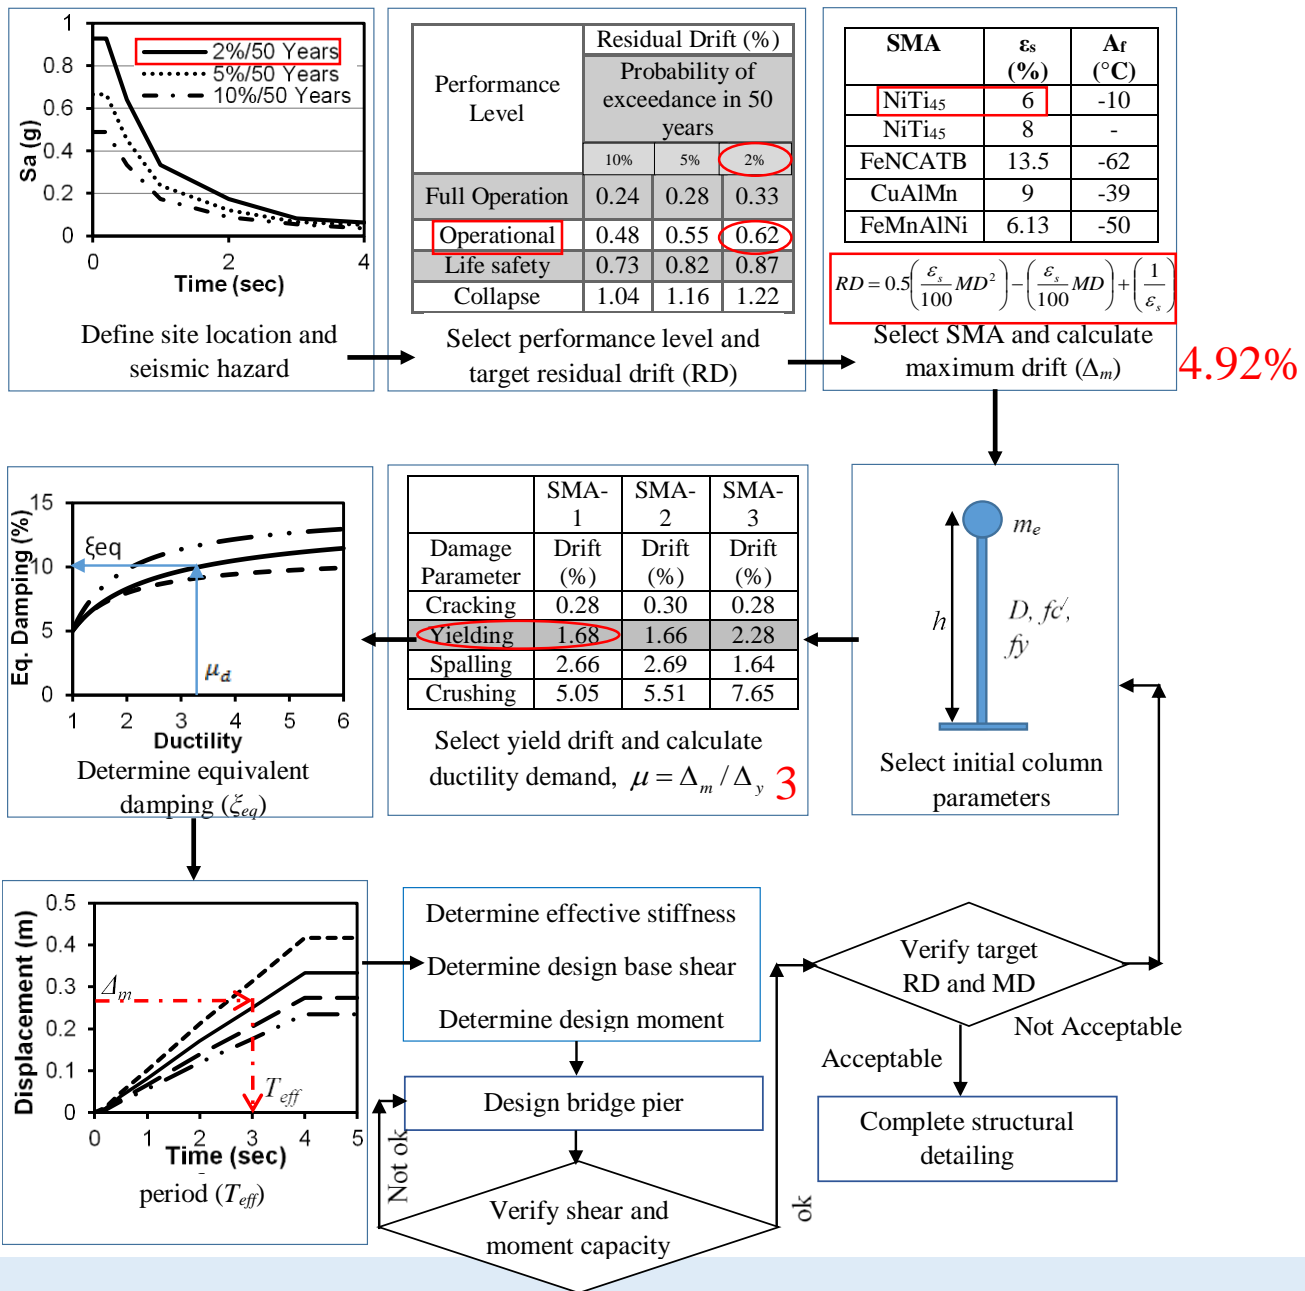 1
0.8
0.6
0.4
0.2
0
Sa (g)
2%/50 Years
5%/50 Years
10%/50 Years
0 2 4
Time (sec)
Define site location and
seismic hazard
Performance
Level
Residual Drift (%)
Probability of
exceedance in 50
years
10% 5% 2%
Full Operation 0.24 0.28 0.33
Operational 0.48 0.55 0.62
Life safety 0.73 0.82 0.87
Collapse 1.04 1.16 1.22
Select performance level and
target residual drift (RD)
SMA εs (%) Af (°C)
NiTi45 6 -10
NiTi45 8 -
FeNCATB 13.5 -62
CuAlMn 9 -39
FeMnAlNi 6.13 -50
RD = 0.5(εs/100 MD²) − (εs/100 MD) + (1/εs)
Select SMA and calculate
maximum drift (Δm)
4.92%
15
10
5
0
Eq. Damping (%)
ξeq
μd
1 2 3 4 5 6
Ductility
Determine equivalent
damping (ξeq)
SMA-1 SMA-2 SMA-3
Damage Parameter Drift (%) Drift (%) Drift (%)
Cracking 0.28 0.30 0.28
Yielding 1.68 1.66 2.28
Spalling 2.66 2.69 1.64
Crushing 5.05 5.51 7.65
Select yield drift and calculate
ductility demand, μ = Δm / Δy 3
me
h
D, fc′,
fy
Select initial column
parameters
0.5
0.4
0.3
0.2
0.1
0
Displacement (m)
Δm
Teff
0 1 2 3 4 5
Time (sec)
period (Teff)
Determine effective stiffness
Determine design base shear
Determine design moment
Design bridge pier
Not ok
Verify shear and
moment capacity
ok
Verify target
RD and MD
Not Acceptable
Acceptable
Complete structural
detailing